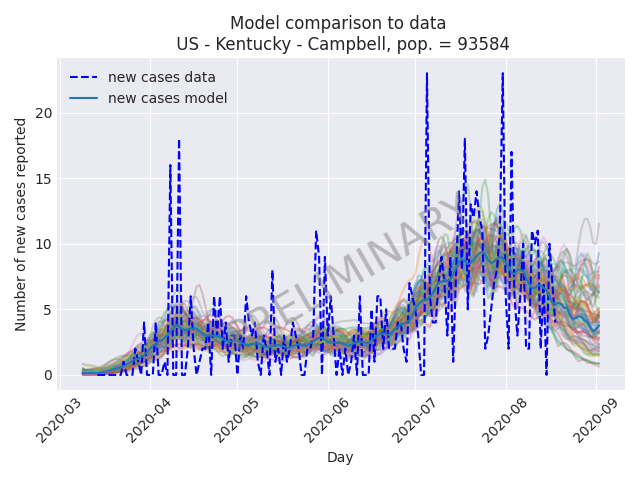 Model comparison to data
US - Kentucky - Campbell, pop. = 93584
new cases data
new cases model
PRELIMINARY
Number of new cases reported
20
15
10
5
0
2020-03
2020-04
2020-05
2020-06
2020-07
2020-08
2020-09
Day